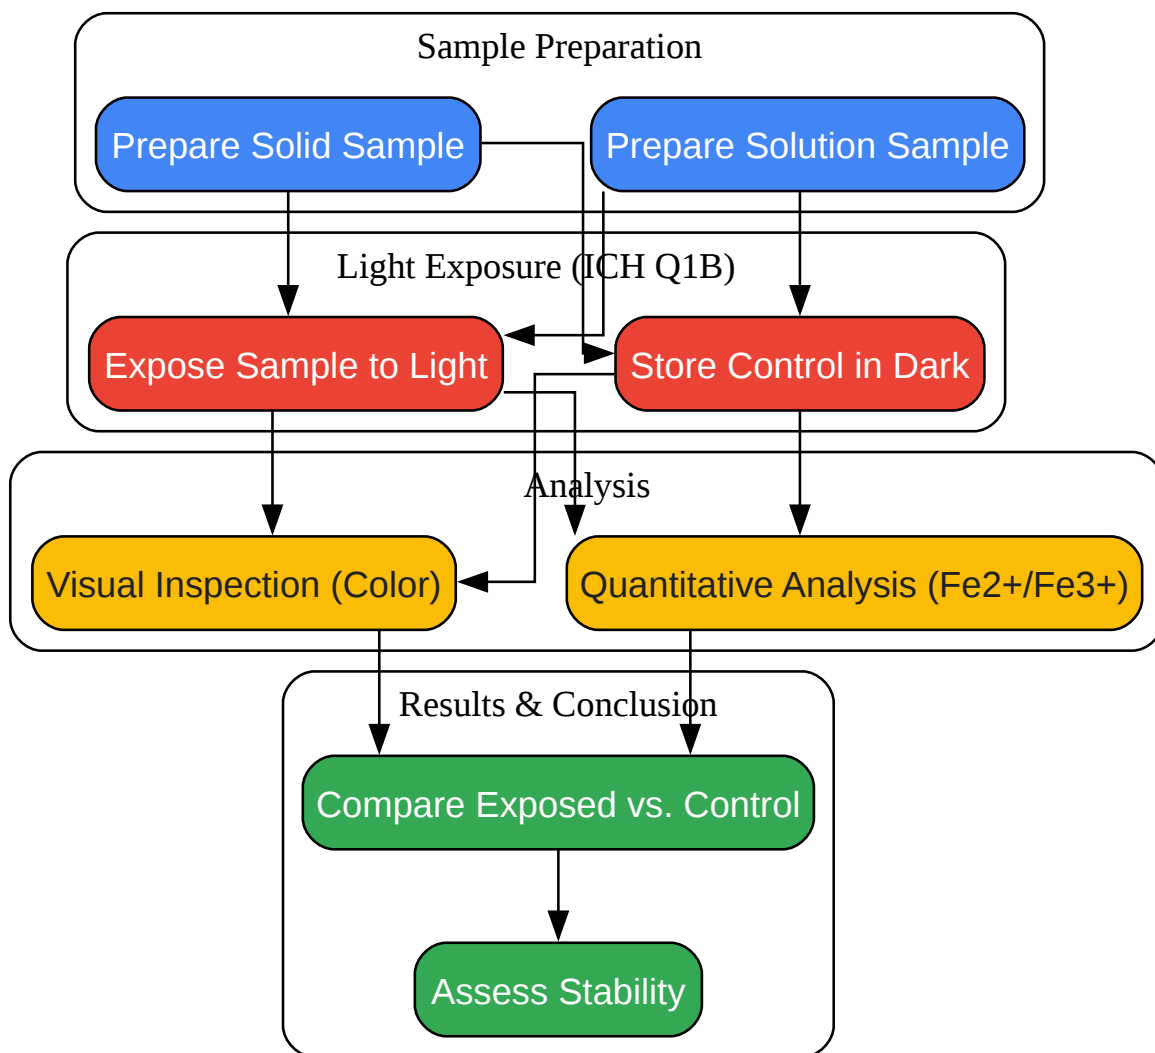 Sample Preparation
Prepare Solid Sample
Prepare Solution Sample
Light Exposure (ICH Q1B)
Expose Sample to Light
Store Control in Dark
Analysis
Visual Inspection (Color)
Quantitative Analysis (Fe2+/Fe3+)
Results & Conclusion
Compare Exposed vs. Control
Assess Stability